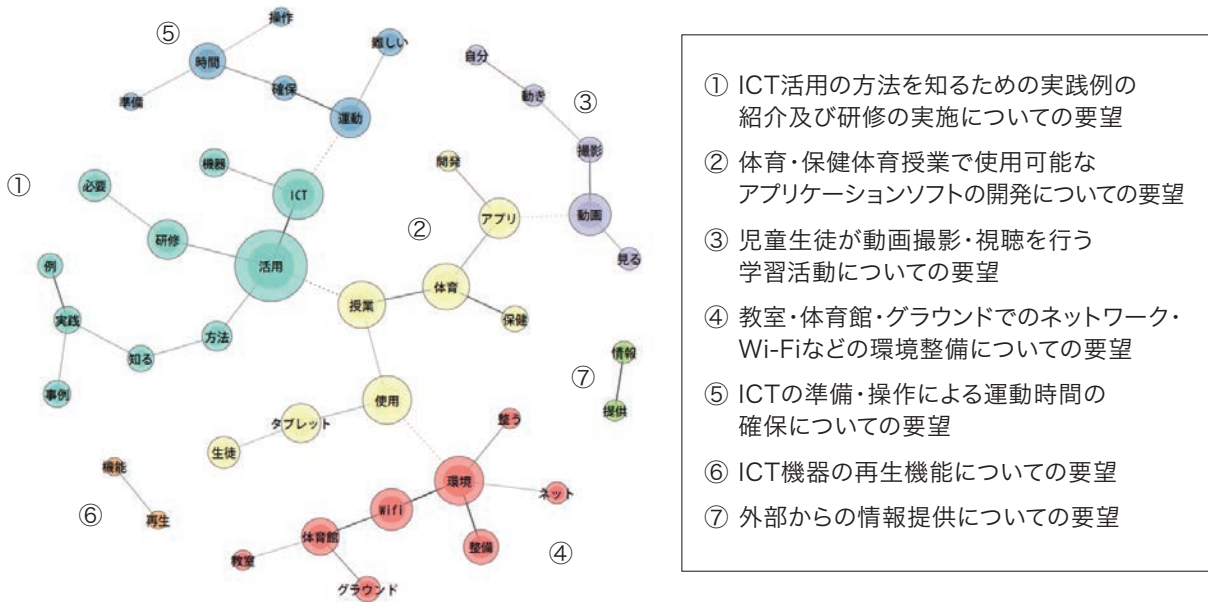 ⑤
操作
時間
難しい
準備
確保
運動
自分
動き
③
撮影
動画
見る
①
必要
機器
ICT
研修
活用
例
実践
知る
方法
事例
②
開発
アプリ
体育
授業
保健
使用
タブレット
生徒
⑦
情報
提供
機能
⑥
再生
整う
環境
ネット
Wifi
体育館
整備
教室
グラウンド
④
① ICT活用の方法を知るための実践例の
紹介及び研修の実施についての要望
② 体育・保健体育授業で使用可能な
アプリケーションソフトの開発についての要望
③ 児童生徒が動画撮影・視聴を行う
学習活動についての要望
④ 教室・体育館・グラウンドでのネットワーク・
Wi-Fiなどの環境整備についての要望
⑤ ICTの準備・操作による運動時間の
確保についての要望
⑥ ICT機器の再生機能についての要望
⑦ 外部からの情報提供についての要望